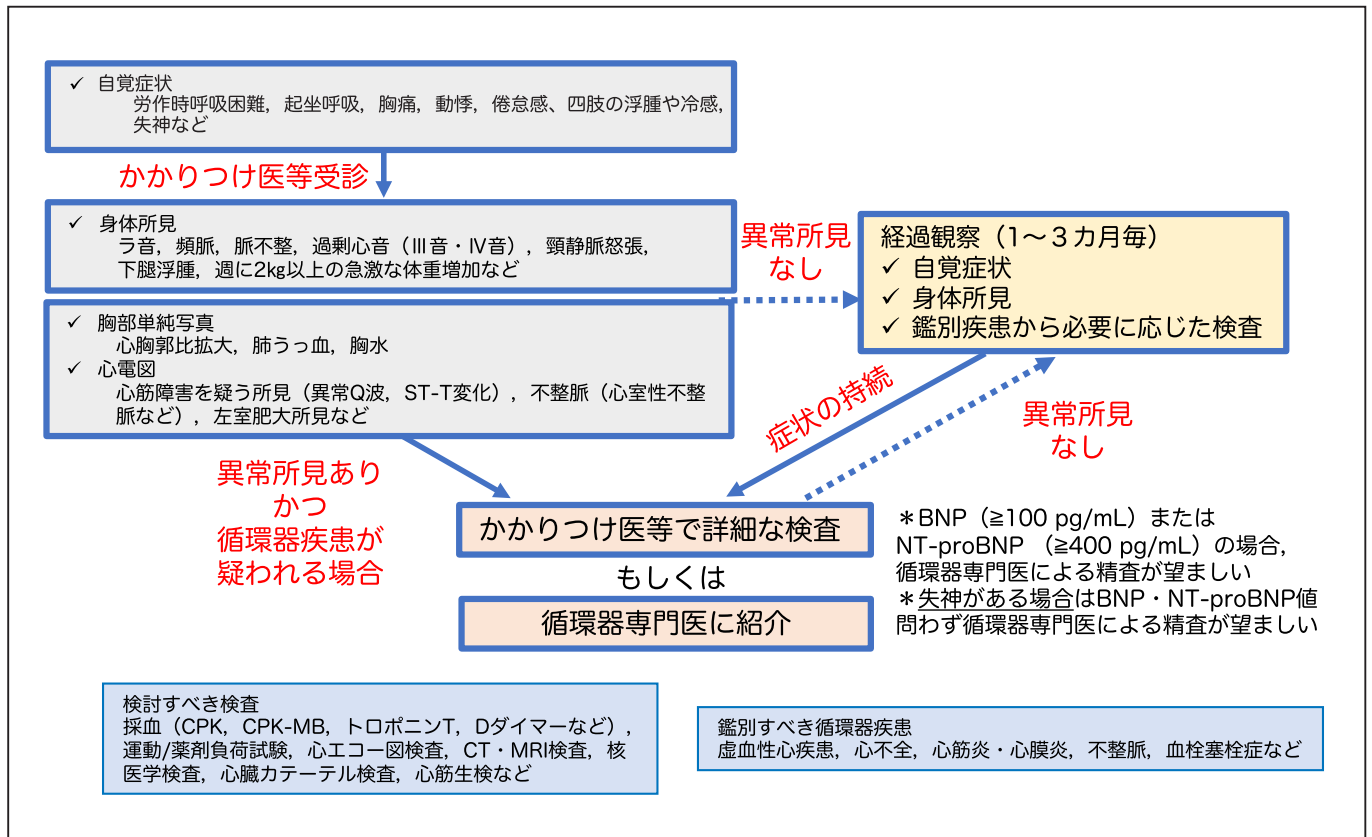 ✓ 自覚症状
労作時呼吸困難，起坐呼吸，胸痛，動悸，倦怠感、四肢の浮腫や冷感，
失神など
かかりつけ医等受診
✓ 身体所見
ラ音，頻脈，脈不整，過剰心音（Ⅲ音・Ⅳ音），頸静脈怒張，
下腿浮腫，週に2㎏以上の急激な体重増加など
✓ 胸部単純写真
心胸郭比拡大，肺うっ血，胸水
✓ 心電図
心筋障害を疑う所見（異常Q波，ST-T変化），不整脈（心室性不整
脈など），左室肥大所見など
異常所見
なし
経過観察（1～３カ月毎）
✓ 自覚症状
✓ 身体所見
✓ 鑑別疾患から必要に応じた検査
症状の持続
異常所見
なし
異常所見あり
かつ
循環器疾患が
疑われる場合
かかりつけ医等で詳細な検査
もしくは
循環器専門医に紹介
＊BNP（≧100 pg/mL）または
NT-proBNP （≧400 pg/mL）の場合，
循環器専門医による精査が望ましい
＊失神がある場合はBNP・NT-proBNP値
問わず循環器専門医による精査が望ましい
検討すべき検査
採血（CPK，CPK-MB，トロポニンT，Dダイマーなど），
運動/薬剤負荷試験，心エコー図検査，CT・MRI検査，核
医学検査，心臓カテーテル検査，心筋生検など
鑑別すべき循環器疾患
虚血性心疾患，心不全，心筋炎・心膜炎，不整脈，血栓塞栓症など